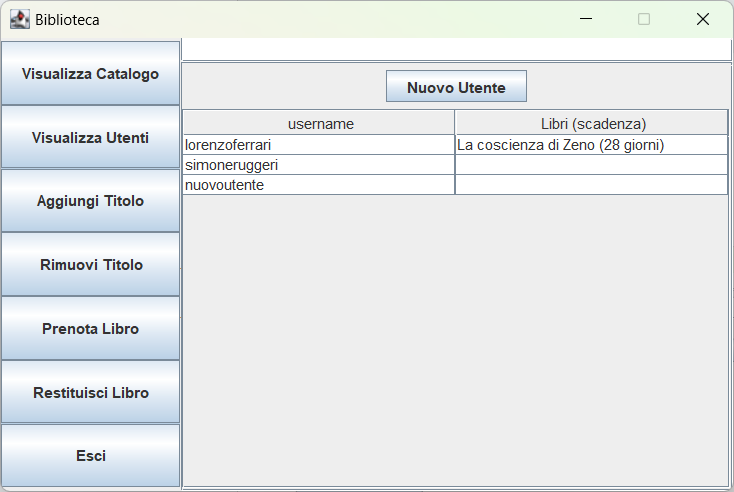 Biblioteca
Visualizza Catalogo
Visualizza Utenti
Aggiungi Titolo
Rimuovi Titolo
Prenota Libro
Restituisci Libro
Esci
Nuovo Utente
username Libri (scadenza)
lorenzoferrari La coscienza di Zeno (28 giorni)
simoneruggeri
nuovoutente